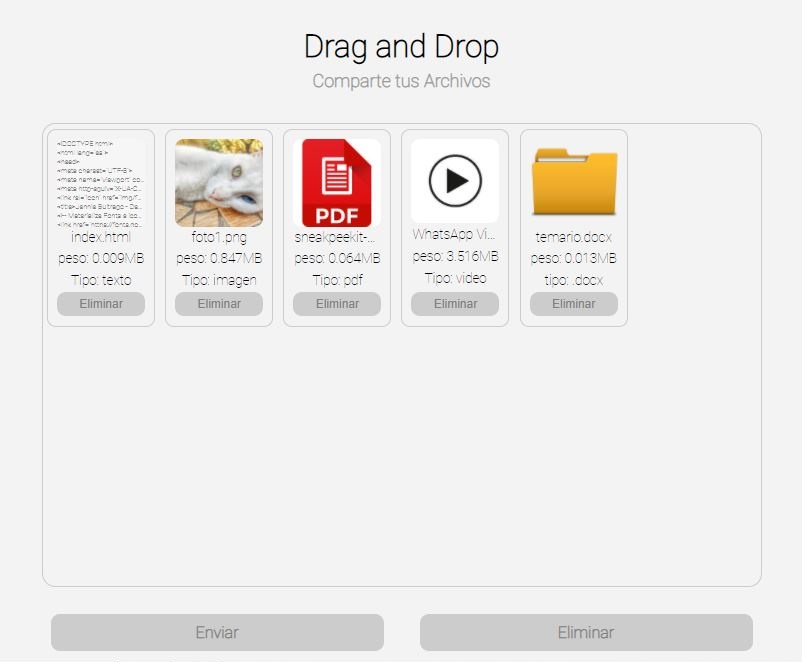 Drag and Drop
Comparte tus Archivos
<!DOCTYPE html>
<html lang="es">
<head>
<meta charset="UTF-8">
<meta name="viewport" co...
<meta http-equiv="X-UA-C...
<link rel="icon" href="img/f...
<title>Jannie Buitrago - De...
<!-- Materialize Fonts e Ico...
<link href="https://fonts.go...
index.html
peso: 0.009MB
Tipo: texto
Eliminar
foto1.png
peso: 0.847MB
Tipo: imagen
Eliminar
PDF
sneakpeekit-...
peso: 0.064MB
Tipo: pdf
Eliminar
WhatsApp Vi...
peso: 3.516MB
Tipo: video
Eliminar
temario.docx
peso: 0.013MB
tipo: .docx
Eliminar
Enviar
Eliminar